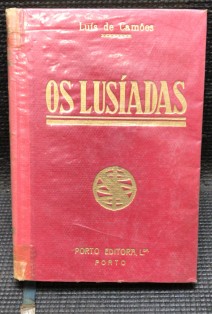 Luís de Camões
OS LUSÍADAS
PORTO EDITORA, L.DA
PORTO